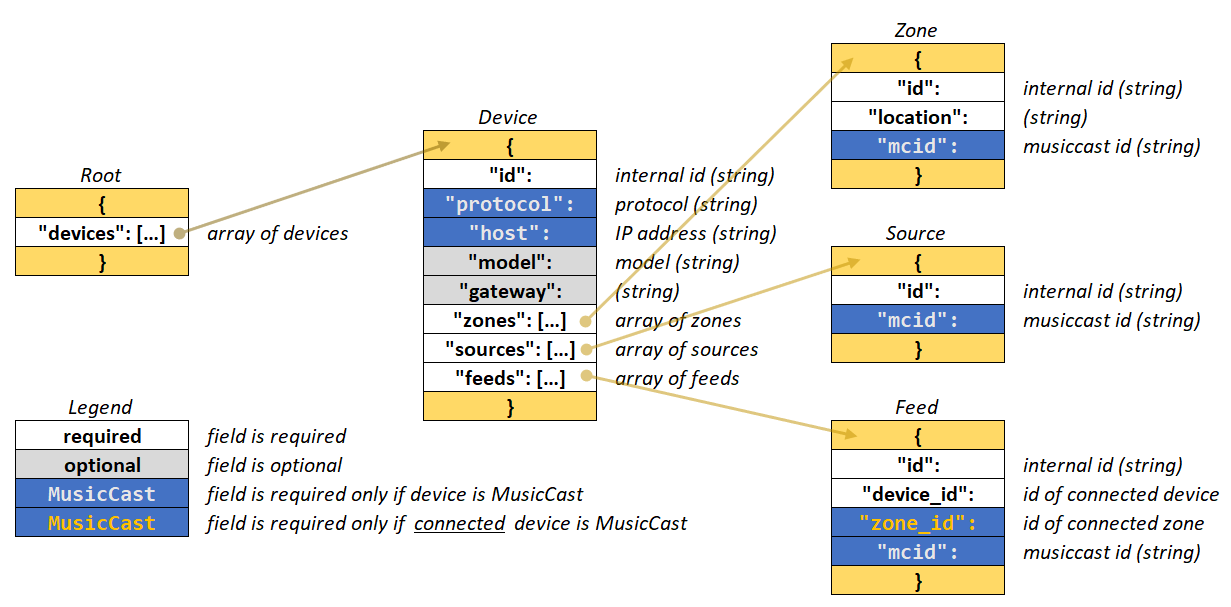 Root
{
"devices": [...] array of devices
}
Legend
required field is required
optional field is optional
MusicCast field is required only if device is MusicCast
MusicCast field is required only if connected device is MusicCast
Device
{
"id": internal id (string)
"protocol": protocol (string)
"host": IP address (string)
"model": model (string)
"gateway": (string)
"zones": [...] array of zones
"sources": [...] array of sources
"feeds": [...] array of feeds
}
Zone
{
"id": internal id (string)
"location": (string)
"mcid": musiccast id (string)
}
Source
{
"id": internal id (string)
"mcid": musiccast id (string)
}
Feed
{
"id": internal id (string)
"device_id": id of connected device
"zone_id": id of connected zone
"mcid": musiccast id (string)
}